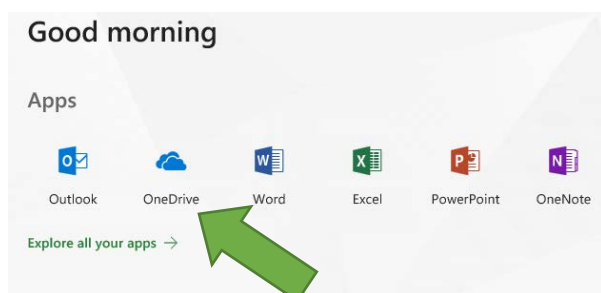 Good morning
Apps
Outlook OneDrive Word Excel PowerPoint OneNote
Explore all your apps →